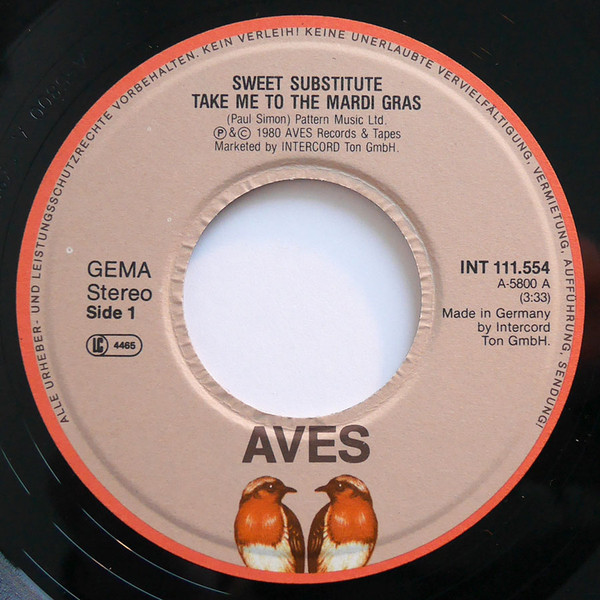 ALLE URHEBER- UND LEISTUNGSSCHUTZRECHTE VORBEHALTEN. KEIN VERLEIH! KEINE UNERLAUBTE VERVIELFÄLTIGUNG, VERMIETUNG, AUFFÜHRUNG, SENDUNG!
SWEET SUBSTITUTE
TAKE ME TO THE MARDI GRAS
(Paul Simon) Pattern Music Ltd.
Ⓟ&© 1980 AVES Records & Tapes
Marketed by INTERCORD Ton GmbH.
GEMA
Stereo
Side 1
LC 4465
INT 111.554
A-5800 A
(3:33)
Made in Germany
by Intercord
Ton GmbH.
AVES